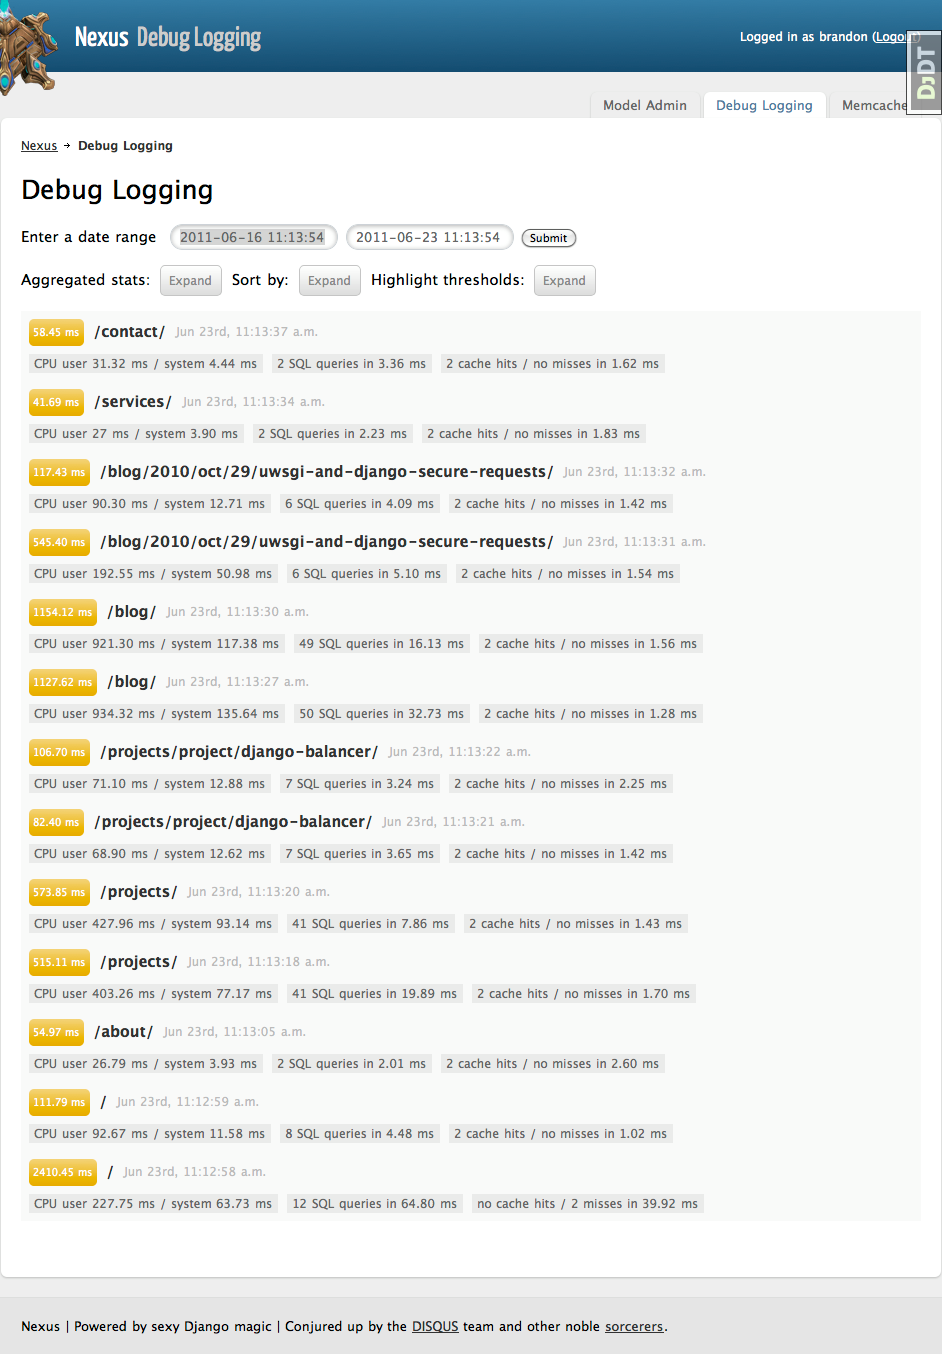 Nexus Debug Logging
Logged in as brandon (Logout)
DJDT
Model Admin Debug Logging Memcache
Nexus → Debug Logging
Debug Logging
Enter a date range 2011-06-16 11:13:54 2011-06-23 11:13:54 Submit
Aggregated stats: Expand Sort by: Expand Highlight thresholds: Expand
58.45 ms /contact/ Jun 23rd, 11:13:37 a.m.
CPU user 31.32 ms / system 4.44 ms 2 SQL queries in 3.36 ms 2 cache hits / no misses in 1.62 ms
41.69 ms /services/ Jun 23rd, 11:13:34 a.m.
CPU user 27 ms / system 3.90 ms 2 SQL queries in 2.23 ms 2 cache hits / no misses in 1.83 ms
117.43 ms /blog/2010/oct/29/uwsgi-and-django-secure-requests/ Jun 23rd, 11:13:32 a.m.
CPU user 90.30 ms / system 12.71 ms 6 SQL queries in 4.09 ms 2 cache hits / no misses in 1.42 ms
545.40 ms /blog/2010/oct/29/uwsgi-and-django-secure-requests/ Jun 23rd, 11:13:31 a.m.
CPU user 192.55 ms / system 50.98 ms 6 SQL queries in 5.10 ms 2 cache hits / no misses in 1.54 ms
1154.12 ms /blog/ Jun 23rd, 11:13:30 a.m.
CPU user 921.30 ms / system 117.38 ms 49 SQL queries in 16.13 ms 2 cache hits / no misses in 1.56 ms
1127.62 ms /blog/ Jun 23rd, 11:13:27 a.m.
CPU user 934.32 ms / system 135.64 ms 50 SQL queries in 32.73 ms 2 cache hits / no misses in 1.28 ms
106.70 ms /projects/project/django-balancer/ Jun 23rd, 11:13:22 a.m.
CPU user 71.10 ms / system 12.88 ms 7 SQL queries in 3.24 ms 2 cache hits / no misses in 2.25 ms
82.40 ms /projects/project/django-balancer/ Jun 23rd, 11:13:21 a.m.
CPU user 68.90 ms / system 12.62 ms 7 SQL queries in 3.65 ms 2 cache hits / no misses in 1.42 ms
573.85 ms /projects/ Jun 23rd, 11:13:20 a.m.
CPU user 427.96 ms / system 93.14 ms 41 SQL queries in 7.86 ms 2 cache hits / no misses in 1.43 ms
515.11 ms /projects/ Jun 23rd, 11:13:18 a.m.
CPU user 403.26 ms / system 77.17 ms 41 SQL queries in 19.89 ms 2 cache hits / no misses in 1.70 ms
54.97 ms /about/ Jun 23rd, 11:13:05 a.m.
CPU user 26.79 ms / system 3.93 ms 2 SQL queries in 2.01 ms 2 cache hits / no misses in 2.60 ms
111.79 ms / Jun 23rd, 11:12:59 a.m.
CPU user 92.67 ms / system 11.58 ms 8 SQL queries in 4.48 ms 2 cache hits / no misses in 1.02 ms
2410.45 ms / Jun 23rd, 11:12:58 a.m.
CPU user 227.75 ms / system 63.73 ms 12 SQL queries in 64.80 ms no cache hits / 2 misses in 39.92 ms
Nexus | Powered by sexy Django magic | Conjured up by the DISQUS team and other noble sorcerers.